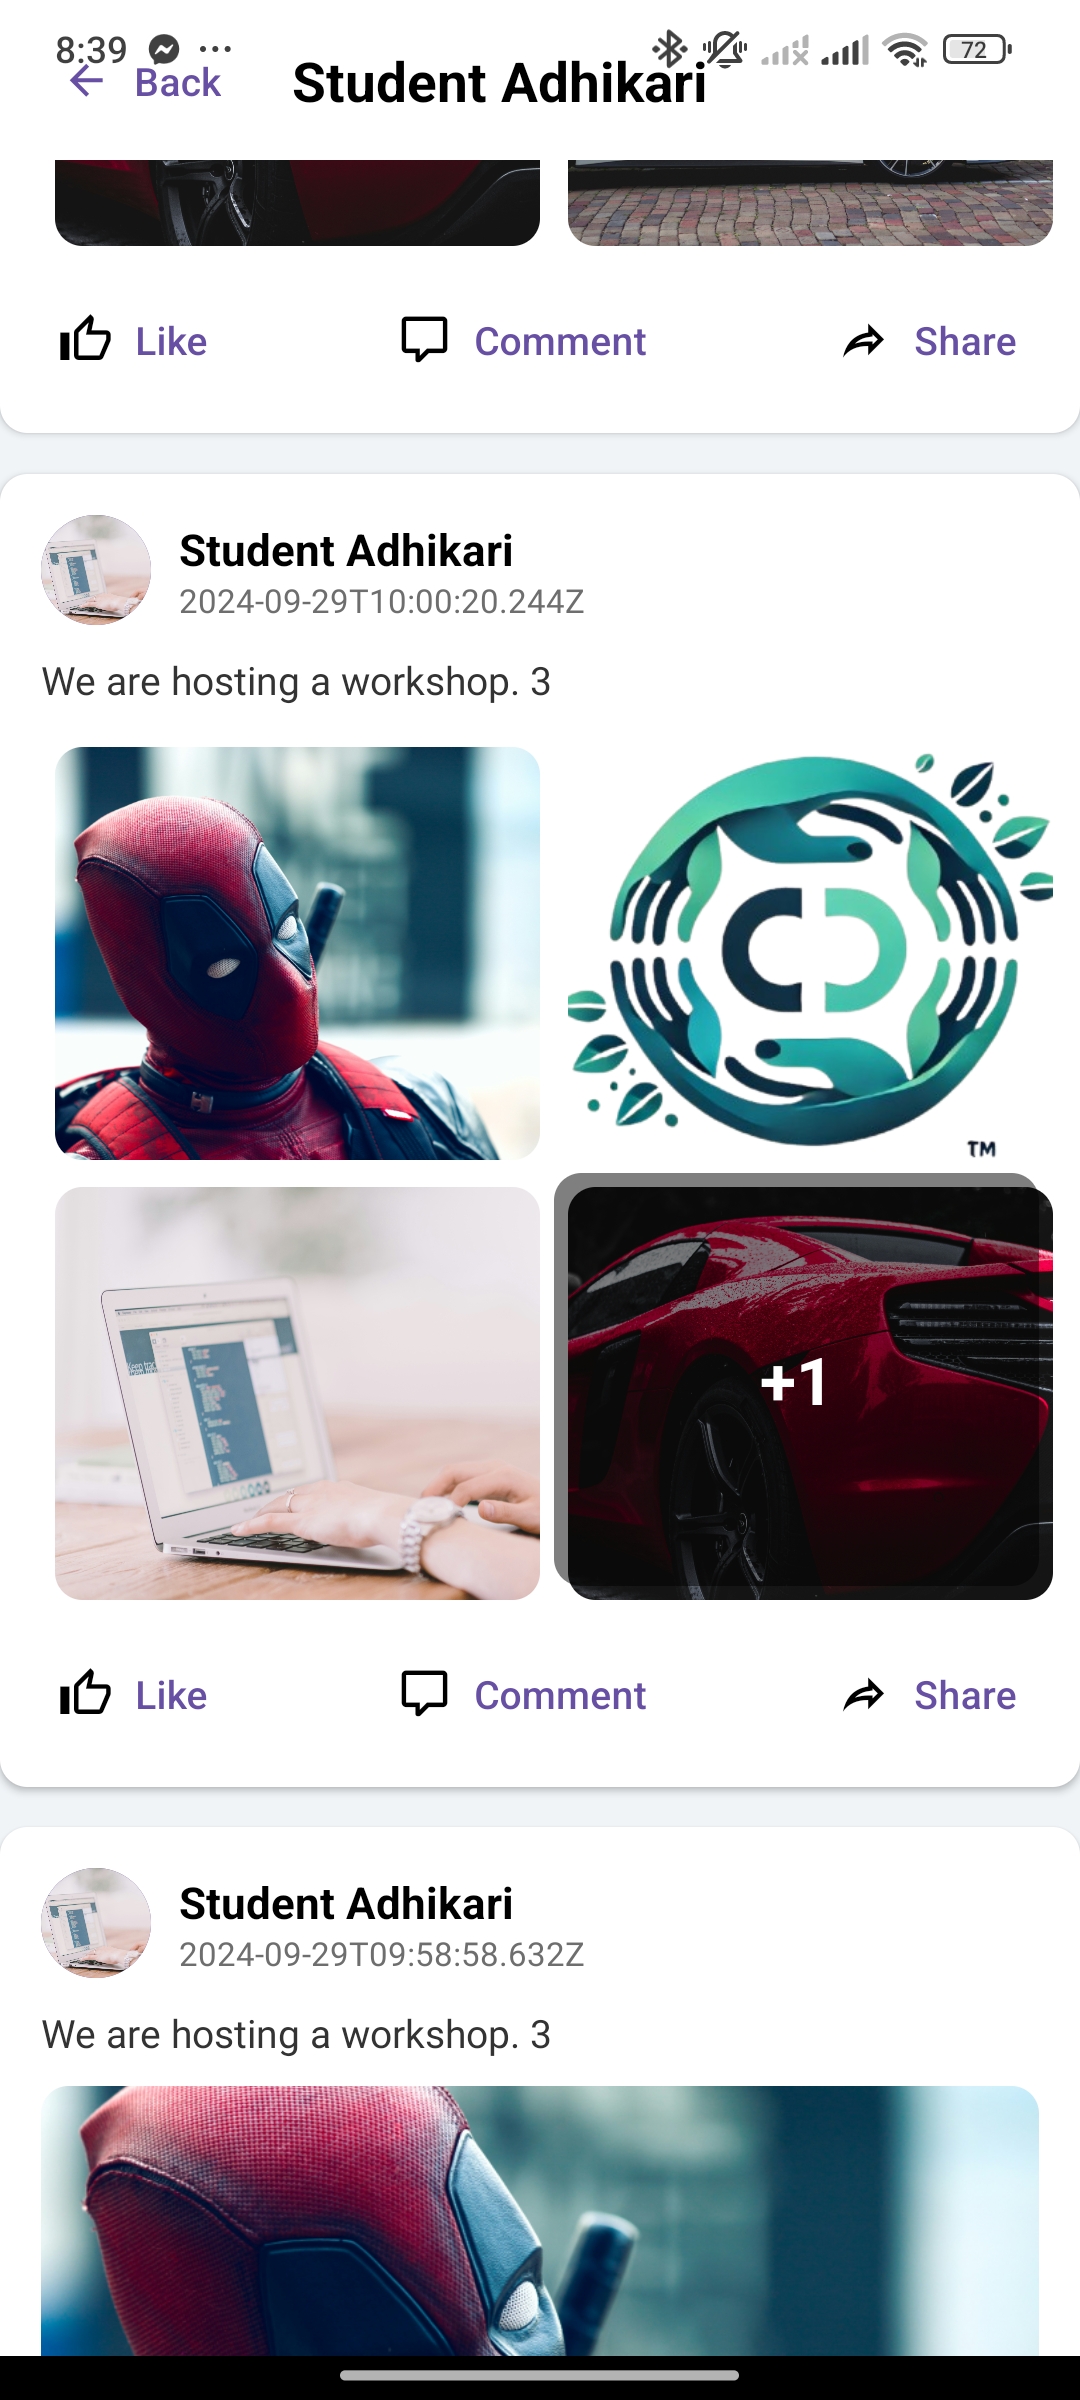 8:39
72
Back
Student Adhikari
Like
Comment
Share
Student Adhikari
2024-09-29T10:00:20.244Z
We are hosting a workshop. 3
TM
Keep trac
+1
Like
Comment
Share
Student Adhikari
2024-09-29T09:58:58.632Z
We are hosting a workshop. 3